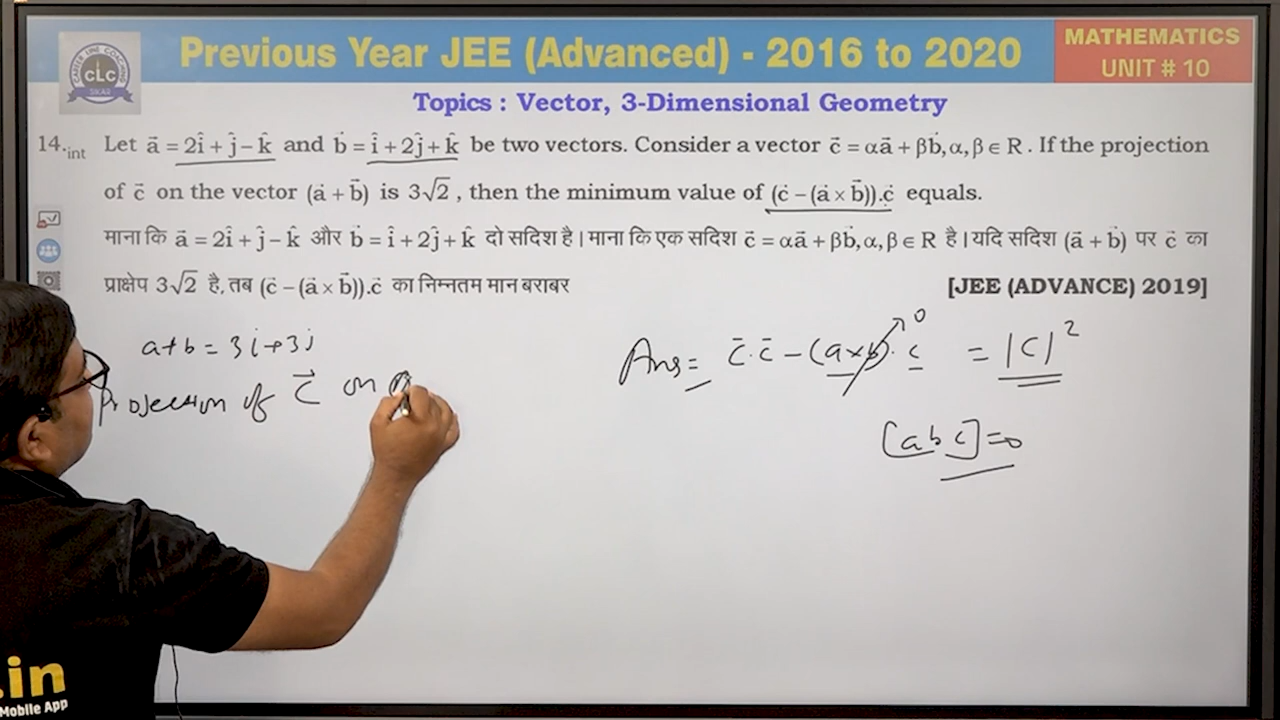 Previous Year JEE (Advanced) - 2016 to 2020
MATHEMATICS
UNIT # 10
CLC
SIKAR
Topics : Vector, 3-Dimensional Geometry
14. int Let a⃗ = 2î + ĵ − k̂ and b⃗ = î + 2ĵ + k̂ be two vectors. Consider a vector c⃗ = αa⃗ + βb⃗, α, β ∈ R. If the projection
of c⃗ on the vector (a⃗ + b⃗) is 3√2, then the minimum value of (c⃗ − (a⃗ × b⃗)).c⃗ equals.
माना कि a⃗ = 2î + ĵ − k̂ और b⃗ = î + 2ĵ + k̂ दो सदिश है। माना कि एक सदिश c⃗ = αa⃗ + βb⃗, α, β ∈ R है। यदि सदिश (a⃗ + b⃗) पर c⃗ का
प्राक्षेप 3√2 है, तब (c⃗ − (a⃗ × b⃗)).c⃗ का निम्नतम मान बराबर
[JEE (ADVANCE) 2019]
a+b = 3i+3j
Projection of c⃗ on
Ans = c̄·c̄ − (a×b)·c = |c|²
0
[a b c]=0
.in
Mobile App